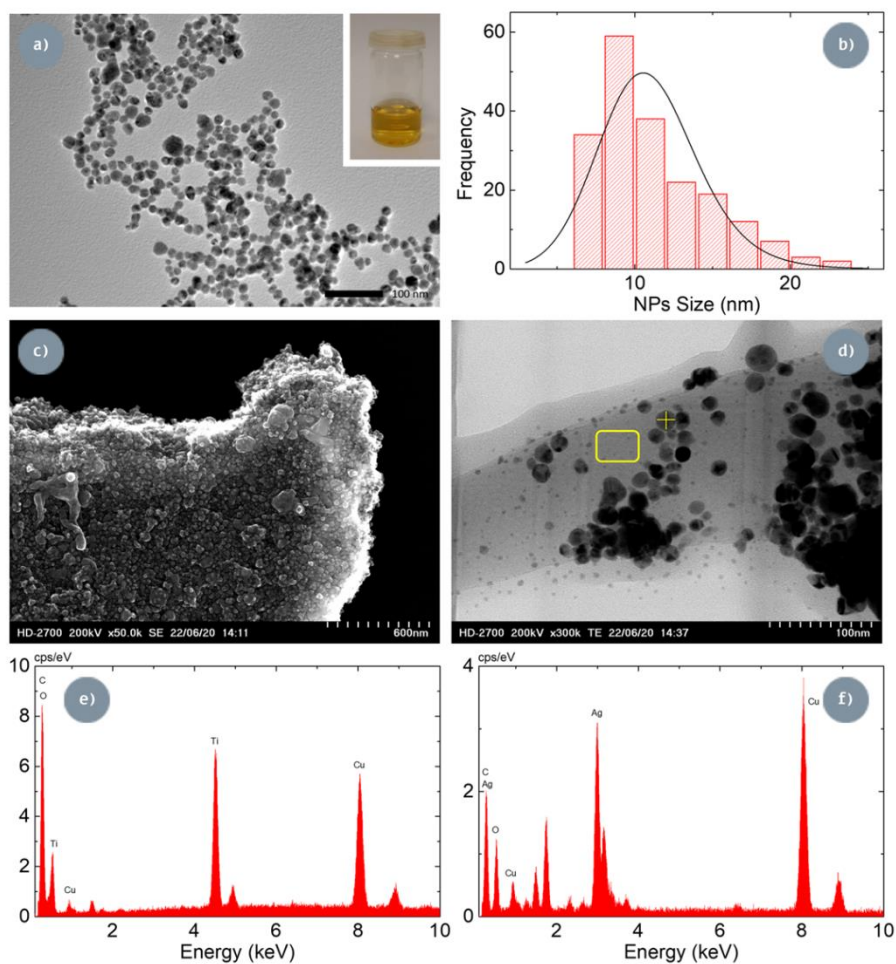 a)
100 nm
b)
60
40
20
0
Frequency
10
20
NPs Size (nm)
c)
HD-2700 200kV x50.0k SE 22/06/20 14:11
600nm
d)
HD-2700 200kV x300k TE 22/06/20 14:37
100nm
cps/eV
10
8
6
4
2
0
e)
C
O
Ti
Cu
Ti
Cu
2
4
6
8
10
Energy (keV)
cps/eV
4
2
0
f)
C
Ag
O
Cu
Ag
Cu
2
4
6
8
10
Energy (keV)